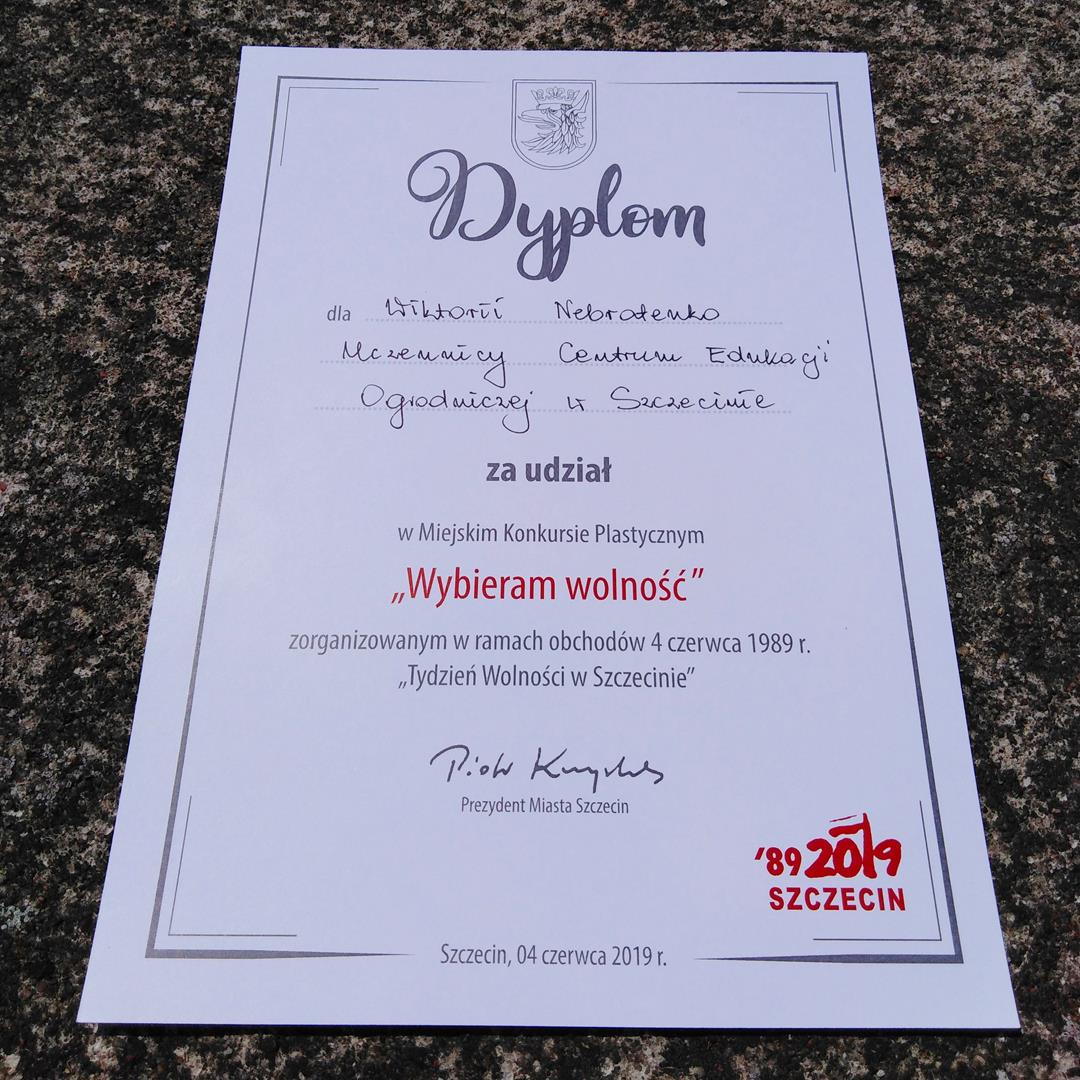 Dyplom
dla Wiktorii Nebratenko
Uczennicy Centrum Edukacji
Ogrodniczej w Szczecinie
za udział
w Miejskim Konkursie Plastycznym
„Wybieram wolność”
zorganizowanym w ramach obchodów 4 czerwca 1989 r.
„Tydzień Wolności w Szczecinie”
Piotr
Prezydent Miasta Szczecin
'89 2019
SZCZECIN
Szczecin, 04 czerwca 2019 r.